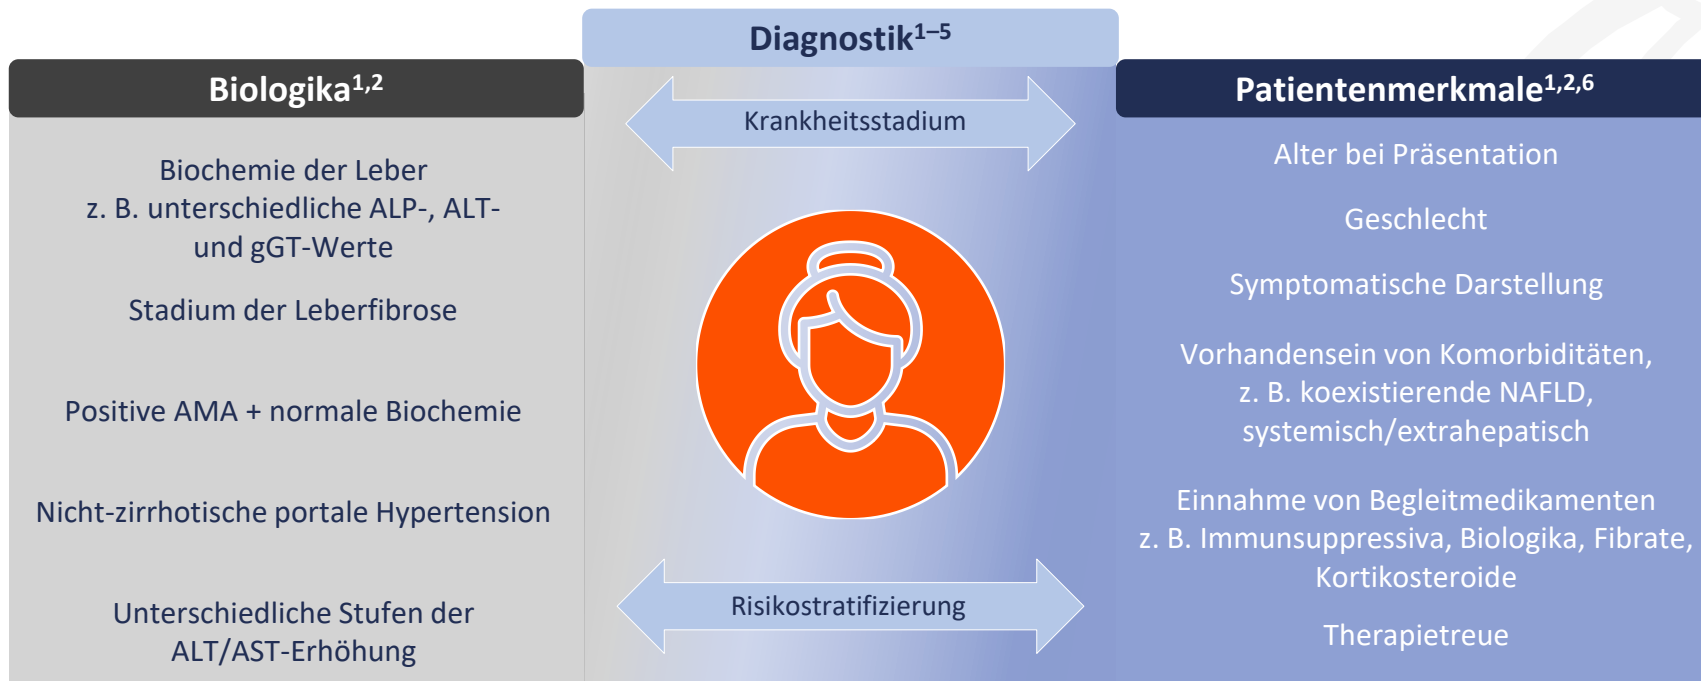 Diagnostik1–5
Biologika1,2
Biochemie der Leber
z. B. unterschiedliche ALP-, ALT-
und gGT-Werte
Stadium der Leberfibrose
Positive AMA + normale Biochemie
Nicht-zirrhotische portale Hypertension
Unterschiedliche Stufen der
ALT/AST-Erhöhung
Krankheitsstadium
Risikostratifizierung
Patientenmerkmale1,2,6
Alter bei Präsentation
Geschlecht
Symptomatische Darstellung
Vorhandensein von Komorbiditäten,
z. B. koexistierende NAFLD,
systemisch/extrahepatisch
Einnahme von Begleitmedikamenten
z. B. Immunsuppressiva, Biologika, Fibrate,
Kortikosteroide
Therapietreue